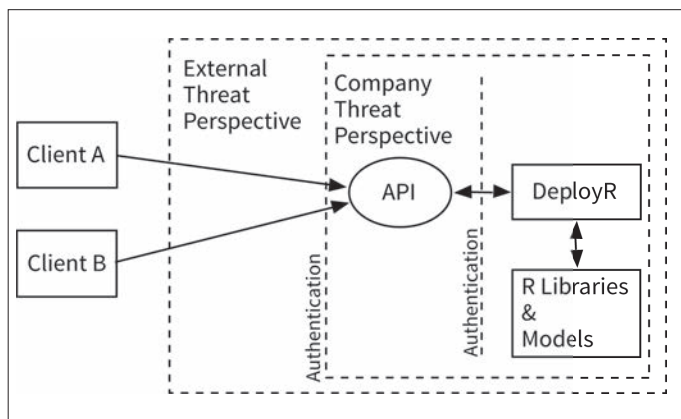 External
Threat
Perspective
Company
Threat
Perspective
Client A
API
DeployR
Client B
Authentication
Authentication
R Libraries
&
Models